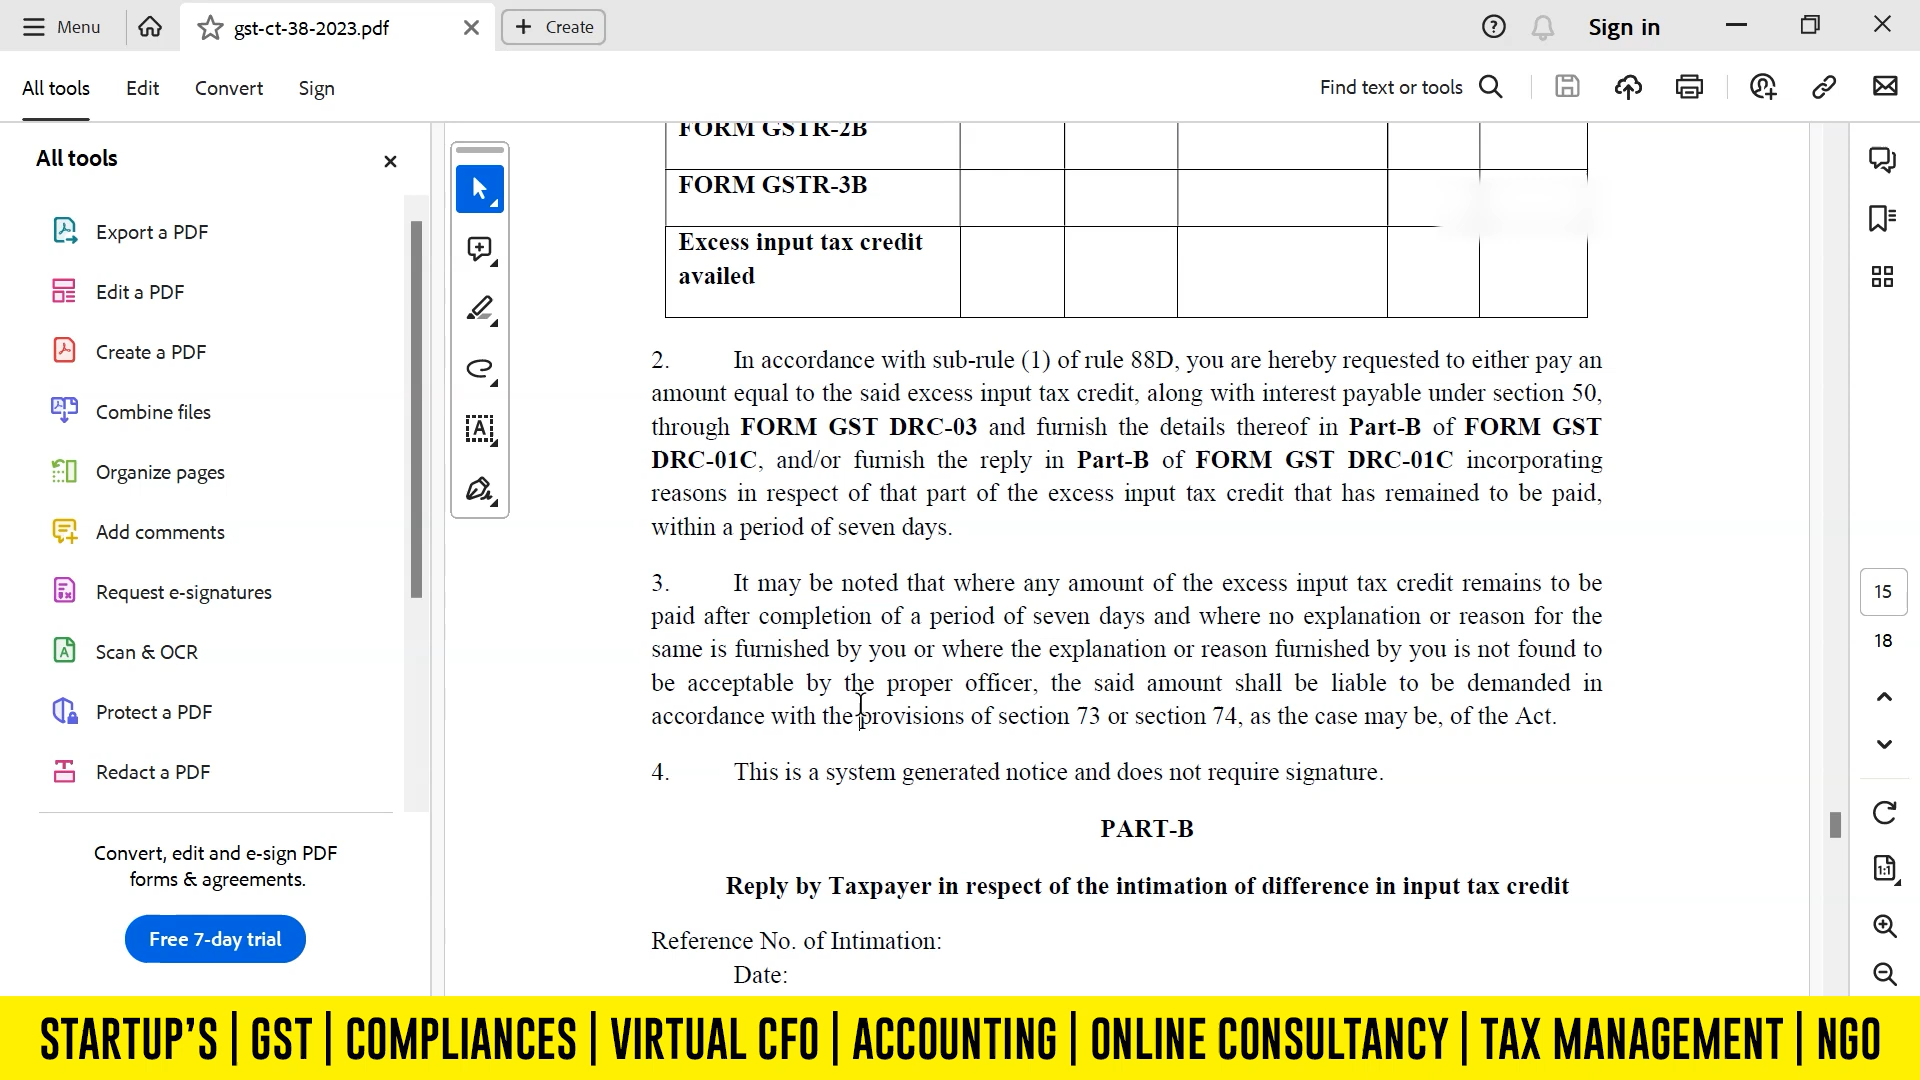 Menu
gst-ct-38-2023.pdf
Create
Sign in
All tools
Edit
Convert
Sign
Find text or tools
All tools
Export a PDF
Edit a PDF
Create a PDF
Combine files
Organize pages
Add comments
Request e-signatures
Scan & OCR
Protect a PDF
Redact a PDF
Convert, edit and e-sign PDF
forms & agreements.
Free 7-day trial
FORM GSTR-2B
FORM GSTR-3B
Excess input tax credit
availed
2. In accordance with sub-rule (1) of rule 88D, you are hereby requested to either pay an
amount equal to the said excess input tax credit, along with interest payable under section 50,
through FORM GST DRC-03 and furnish the details thereof in Part-B of FORM GST
DRC-01C, and/or furnish the reply in Part-B of FORM GST DRC-01C incorporating
reasons in respect of that part of the excess input tax credit that has remained to be paid,
within a period of seven days.
3. It may be noted that where any amount of the excess input tax credit remains to be
paid after completion of a period of seven days and where no explanation or reason for the
same is furnished by you or where the explanation or reason furnished by you is not found to
be acceptable by the proper officer, the said amount shall be liable to be demanded in
accordance with the provisions of section 73 or section 74, as the case may be, of the Act.
4. This is a system generated notice and does not require signature.
PART-B
Reply by Taxpayer in respect of the intimation of difference in input tax credit
Reference No. of Intimation:
Date:
15
18
STARTUP'S | GST | COMPLIANCES | VIRTUAL CFO | ACCOUNTING | ONLINE CONSULTANCY | TAX MANAGEMENT | NGO